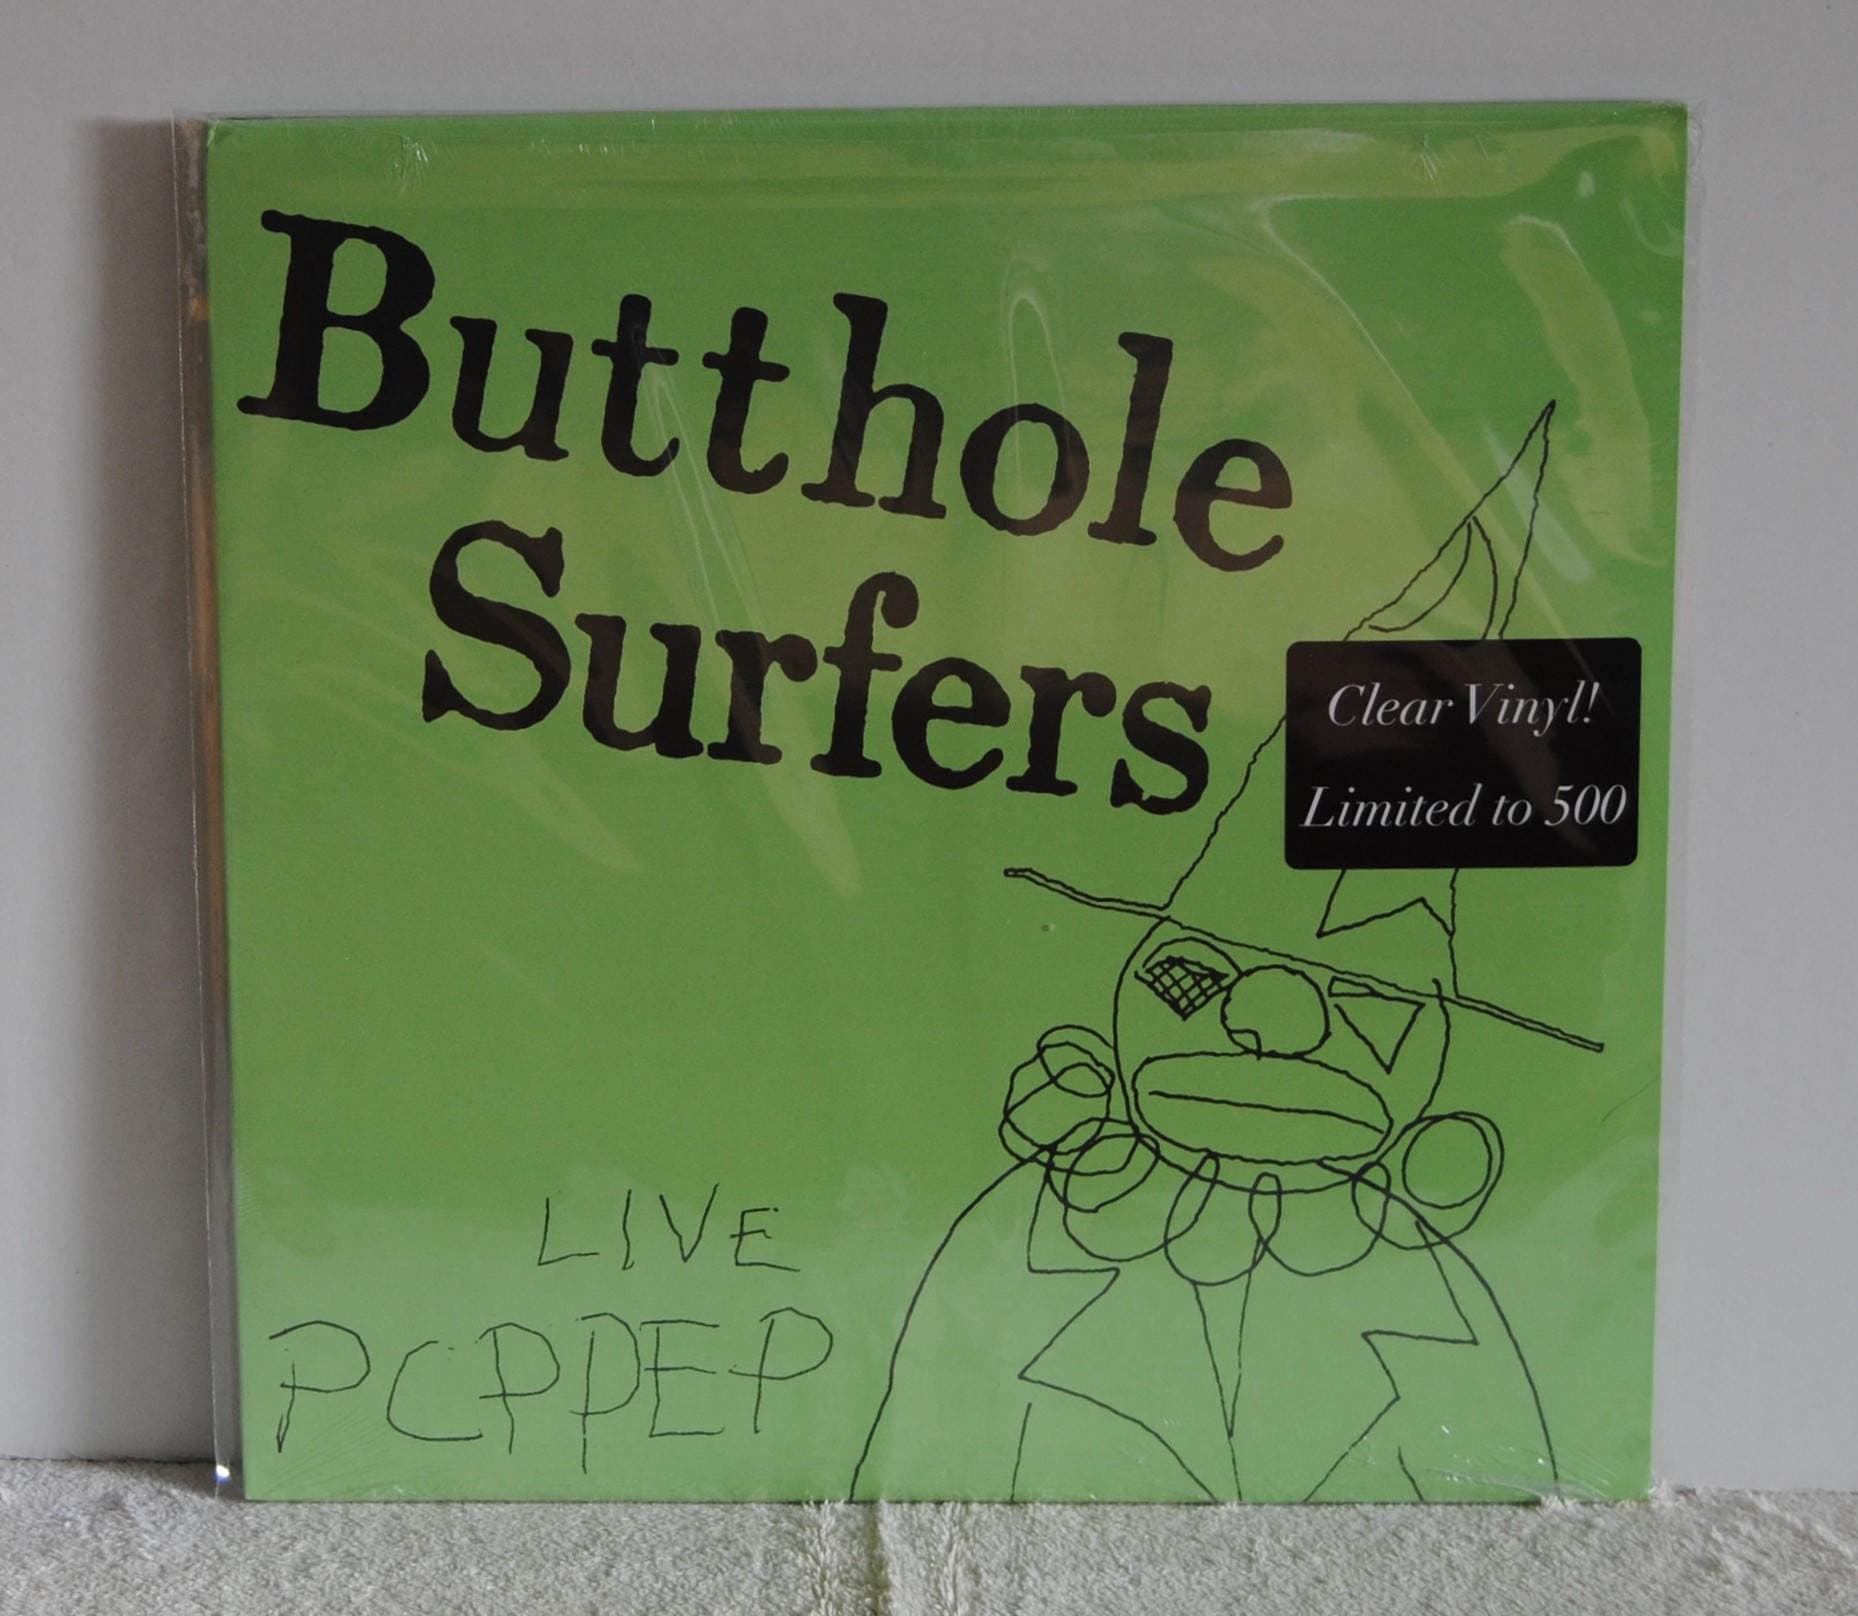 Butthole
Surfers
Clear Vinyl!
Limited to 500
LIVE
PCPPEP